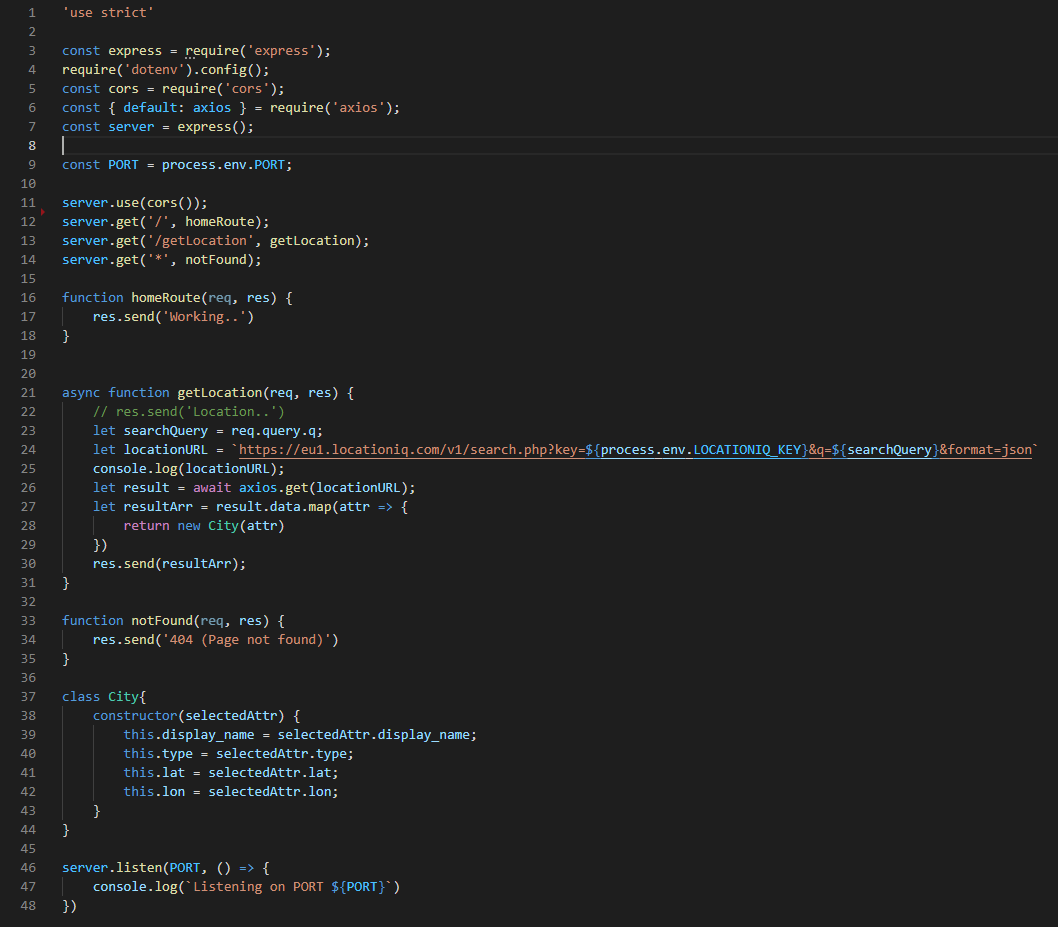 1 'use strict'
2
3 const express = require('express');
4 require('dotenv').config();
5 const cors = require('cors');
6 const { default: axios } = require('axios');
7 const server = express();
8
9 const PORT = process.env.PORT;
10
11 server.use(cors());
12 server.get('/', homeRoute);
13 server.get('/getLocation', getLocation);
14 server.get('*', notFound);
15
16 function homeRoute(req, res) {
17     res.send('Working..')
18 }
19
20
21 async function getLocation(req, res) {
22     // res.send('Location..')
23     let searchQuery = req.query.q;
24     let locationURL = `https://eu1.locationiq.com/v1/search.php?key=${process.env.LOCATIONIQ_KEY}&q=${searchQuery}&format=json`
25     console.log(locationURL);
26     let result = await axios.get(locationURL);
27     let resultArr = result.data.map(attr => {
28         return new City(attr)
29     })
30     res.send(resultArr);
31 }
32
33 function notFound(req, res) {
34     res.send('404 (Page not found)')
35 }
36
37 class City{
38     constructor(selectedAttr) {
39         this.display_name = selectedAttr.display_name;
40         this.type = selectedAttr.type;
41         this.lat = selectedAttr.lat;
42         this.lon = selectedAttr.lon;
43     }
44 }
45
46 server.listen(PORT, () => {
47     console.log(`Listening on PORT ${PORT}`)
48 })